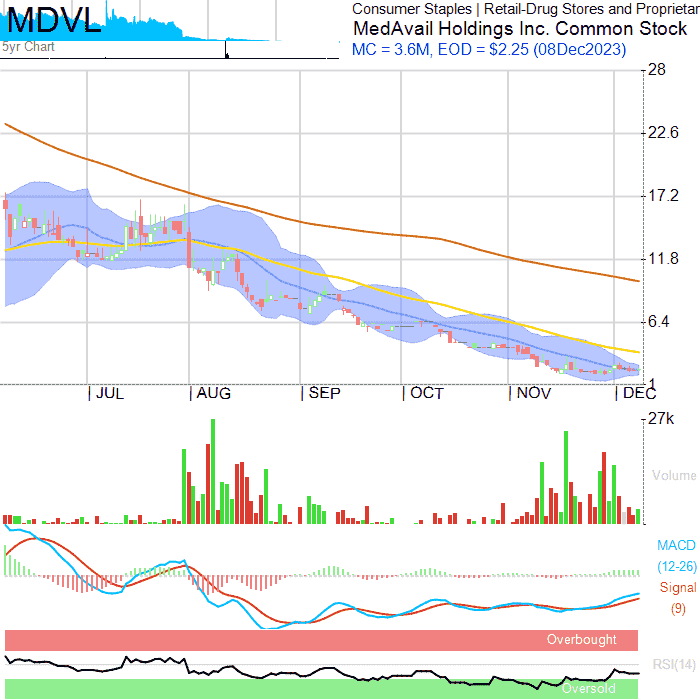 MDVL
5yr Chart
Consumer Staples | Retail-Drug Stores and Proprietar
MedAvail Holdings Inc. Common Stock
MC = 3.6M, EOD = $2.25 (08Dec2023)
28
22.6
17.2
11.8
6.4
1
JUL
AUG
SEP
OCT
NOV
DEC
27k
Volume
MACD
(12-26)
Signal
(9)
Overbought
RSI(14)
Oversold